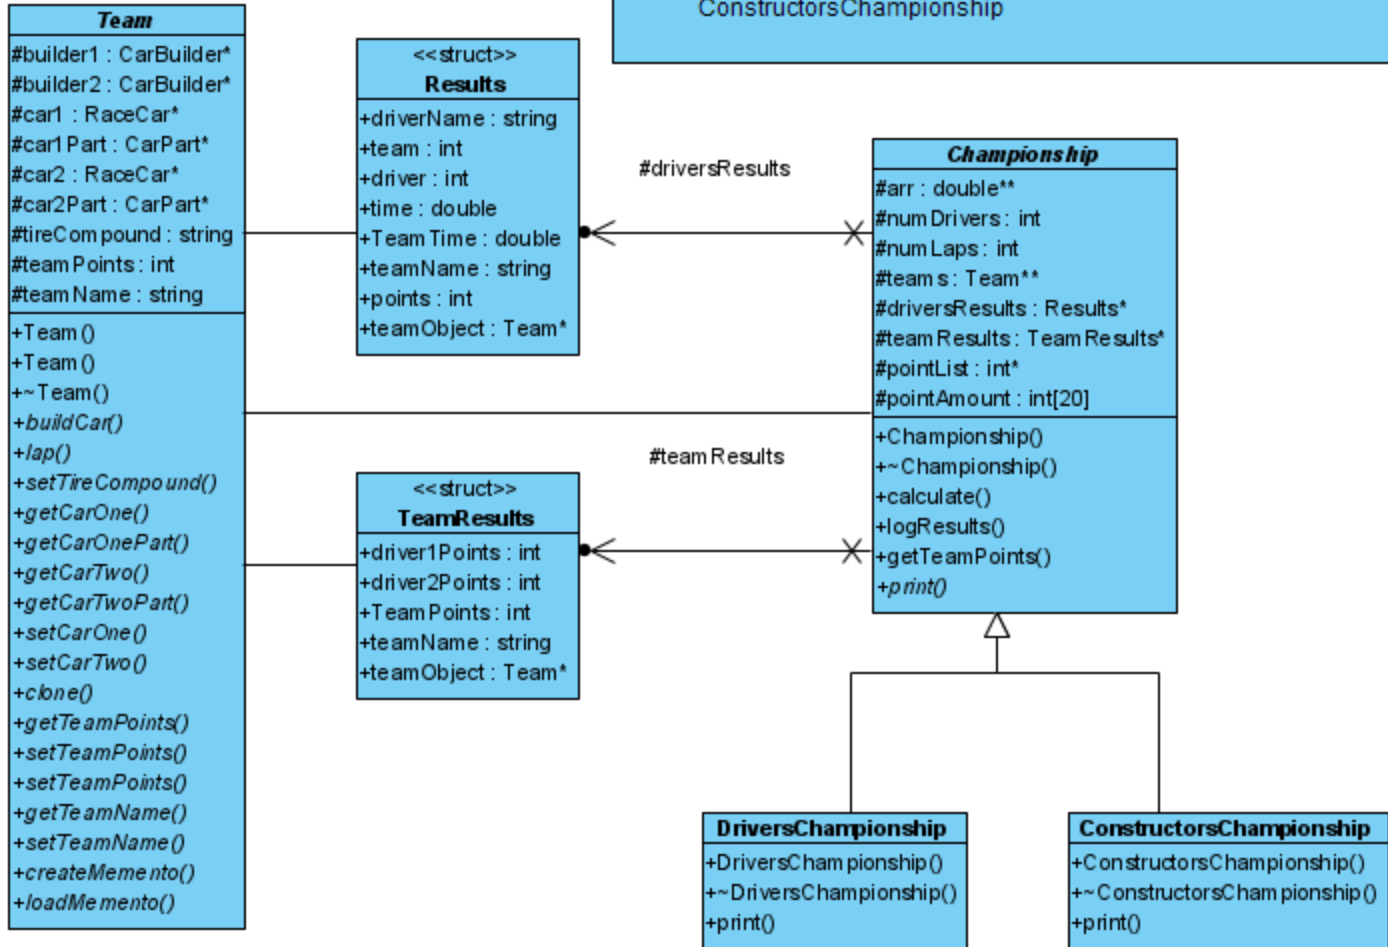 ConstructorsChampionship
Team
#builder1 : CarBuilder*
#builder2 : CarBuilder*
#car1 : RaceCar*
#car1Part : CarPart*
#car2 : RaceCar*
#car2Part : CarPart*
#tireCompound : string
#teamPoints : int
#teamName : string
+Team()
+Team()
+~Team()
+buildCar()
+lap()
+setTireCompound()
+getCarOne()
+getCarOnePart()
+getCarTwo()
+getCarTwoPart()
+setCarOne()
+setCarTwo()
+clone()
+getTeamPoints()
+setTeamPoints()
+setTeamPoints()
+getTeamName()
+setTeamName()
+createMemento()
+loadMemento()
<<struct>>
Results
+driverName : string
+team : int
+driver : int
+time : double
+TeamTime : double
+teamName : string
+points : int
+teamObject : Team*
#driversResults
#teamResults
<<struct>>
TeamResults
+driver1Points : int
+driver2Points : int
+TeamPoints : int
+teamName : string
+teamObject : Team*
Championship
#arr : double**
#numDrivers : int
#numLaps : int
#teams : Team**
#driversResults : Results*
#teamResults : TeamResults*
#pointList : int*
#pointAmount : int[20]
+Championship()
+~Championship()
+calculate()
+logResults()
+getTeamPoints()
+print()
DriversChampionship
+DriversChampionship()
+~DriversChampionship()
+print()
ConstructorsChampionship
+ConstructorsChampionship()
+~ConstructorsChampionship()
+print()